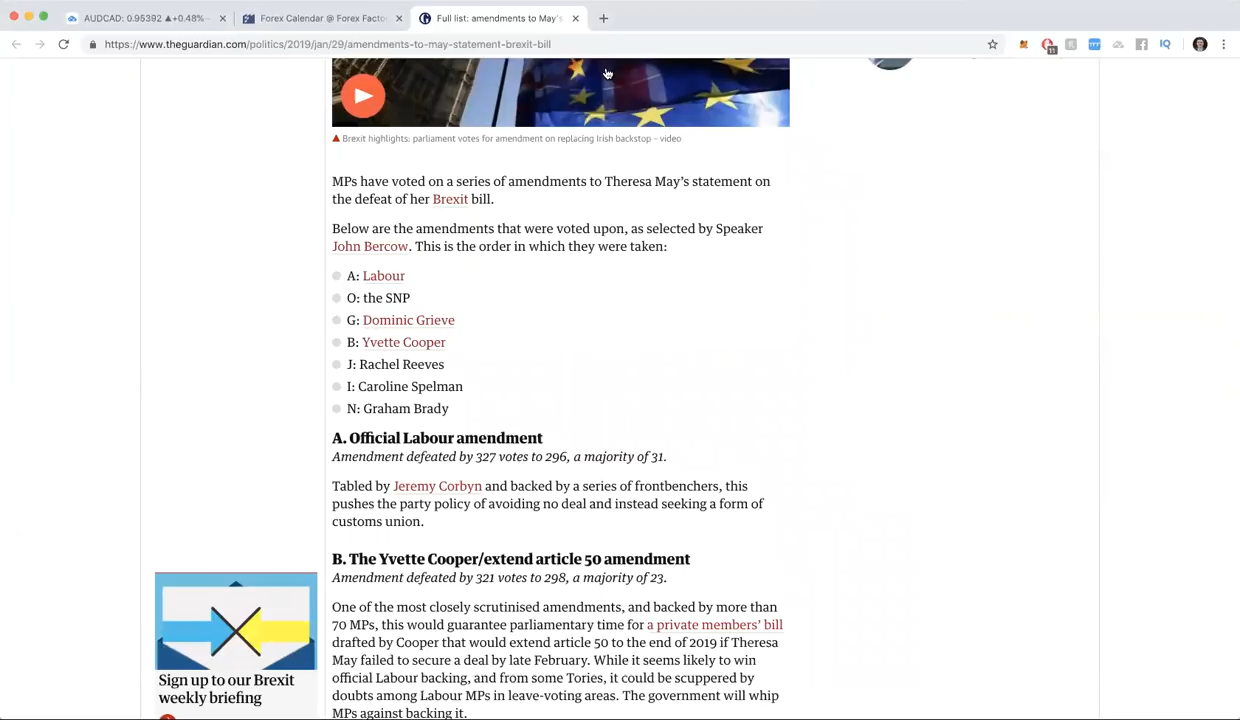 AUDCAD: 0.95392 ▲+0.48%
Forex Calendar @ Forex Facto
Full list: amendments to May's
https://www.theguardian.com/politics/2019/jan/29/amendments-to-may-statement-brexit-bill
11
TFF
IQ
Brexit highlights: parliament votes for amendment on replacing Irish backstop – video
MPs have voted on a series of amendments to Theresa May's statement on
the defeat of her Brexit bill.
Below are the amendments that were voted upon, as selected by Speaker
John Bercow. This is the order in which they were taken:
A: Labour
O: the SNP
G: Dominic Grieve
B: Yvette Cooper
J: Rachel Reeves
I: Caroline Spelman
N: Graham Brady
A. Official Labour amendment
Amendment defeated by 327 votes to 296, a majority of 31.
Tabled by Jeremy Corbyn and backed by a series of frontbenchers, this
pushes the party policy of avoiding no deal and instead seeking a form of
customs union.
B. The Yvette Cooper/extend article 50 amendment
Amendment defeated by 321 votes to 298, a majority of 23.
One of the most closely scrutinised amendments, and backed by more than
70 MPs, this would guarantee parliamentary time for a private members' bill
drafted by Cooper that would extend article 50 to the end of 2019 if Theresa
May failed to secure a deal by late February. While it seems likely to win
official Labour backing, and from some Tories, it could be scuppered by
doubts among Labour MPs in leave-voting areas. The government will whip
MPs against backing it.
Sign up to our Brexit
weekly briefing